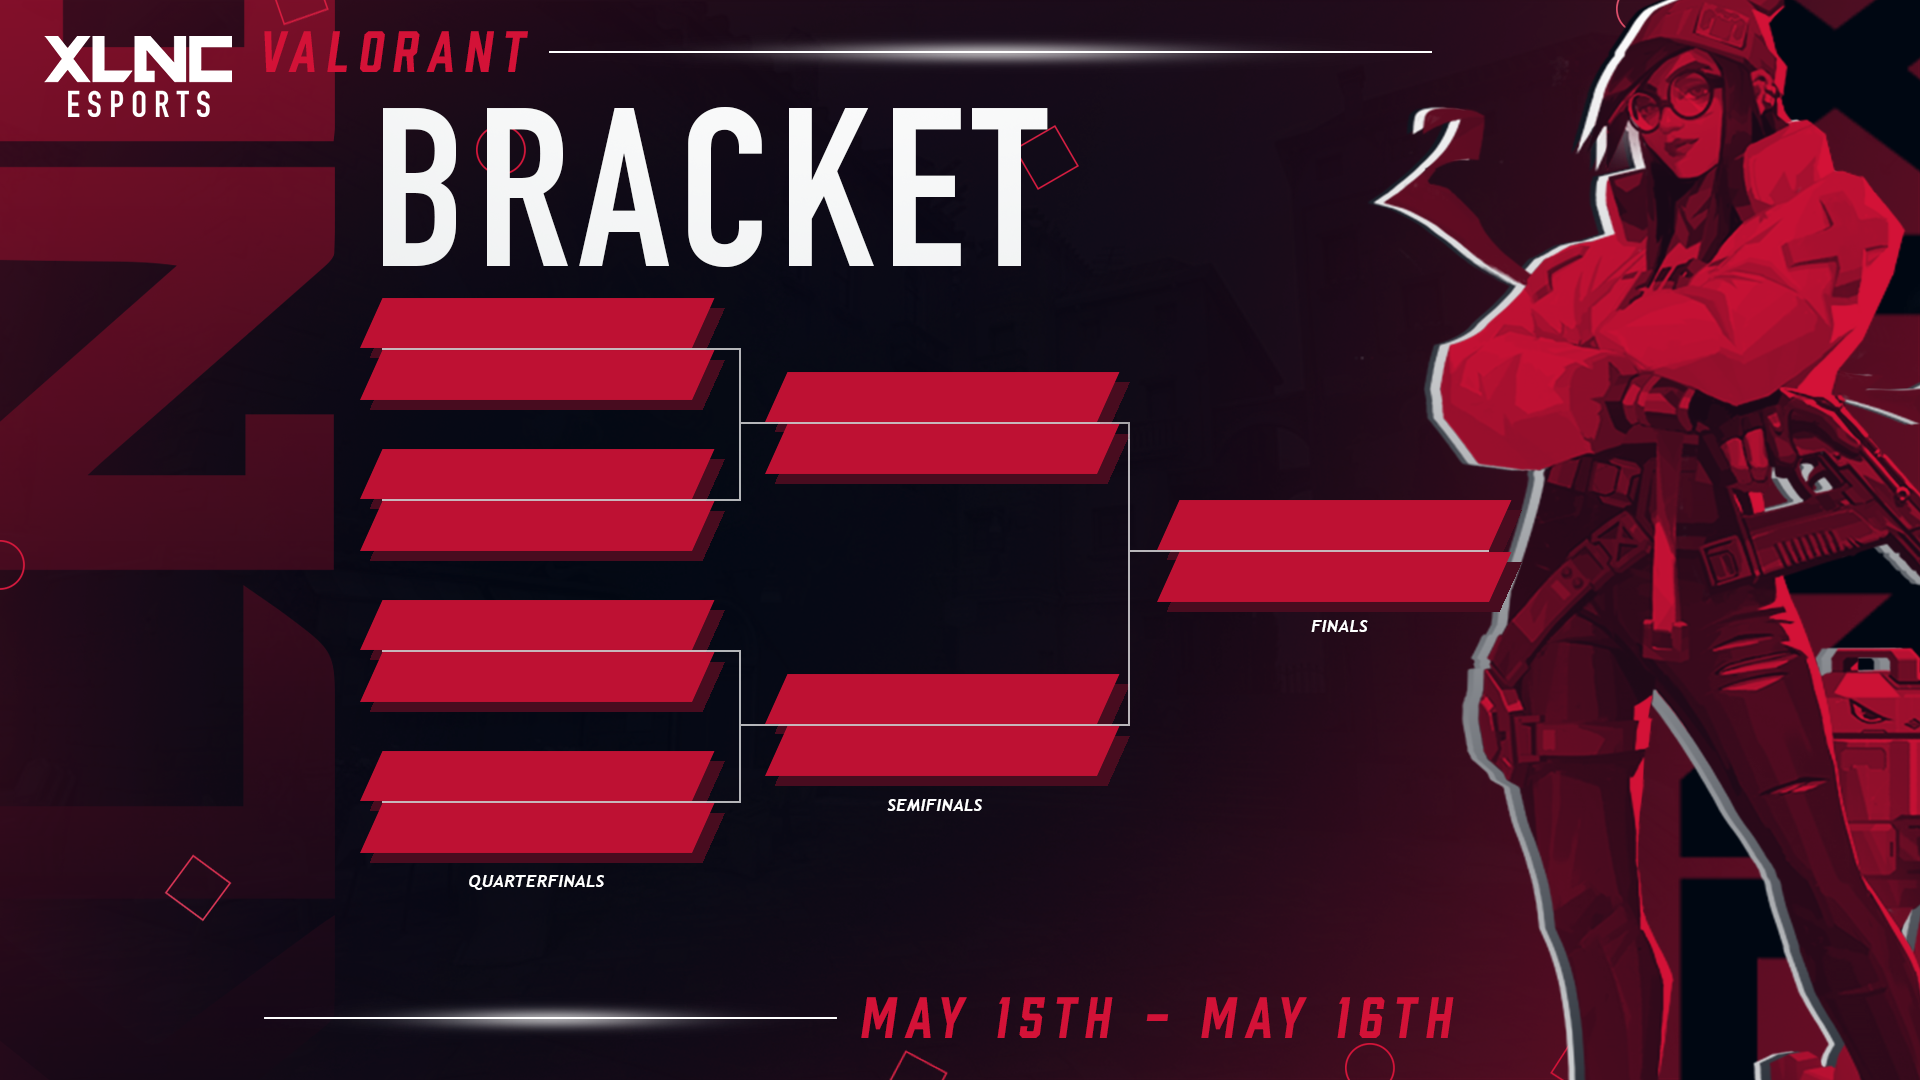 XLNC
ESPORTS
VALORANT
BRACKET
FINALS
SEMIFINALS
QUARTERFINALS
MAY 15TH - MAY 16TH